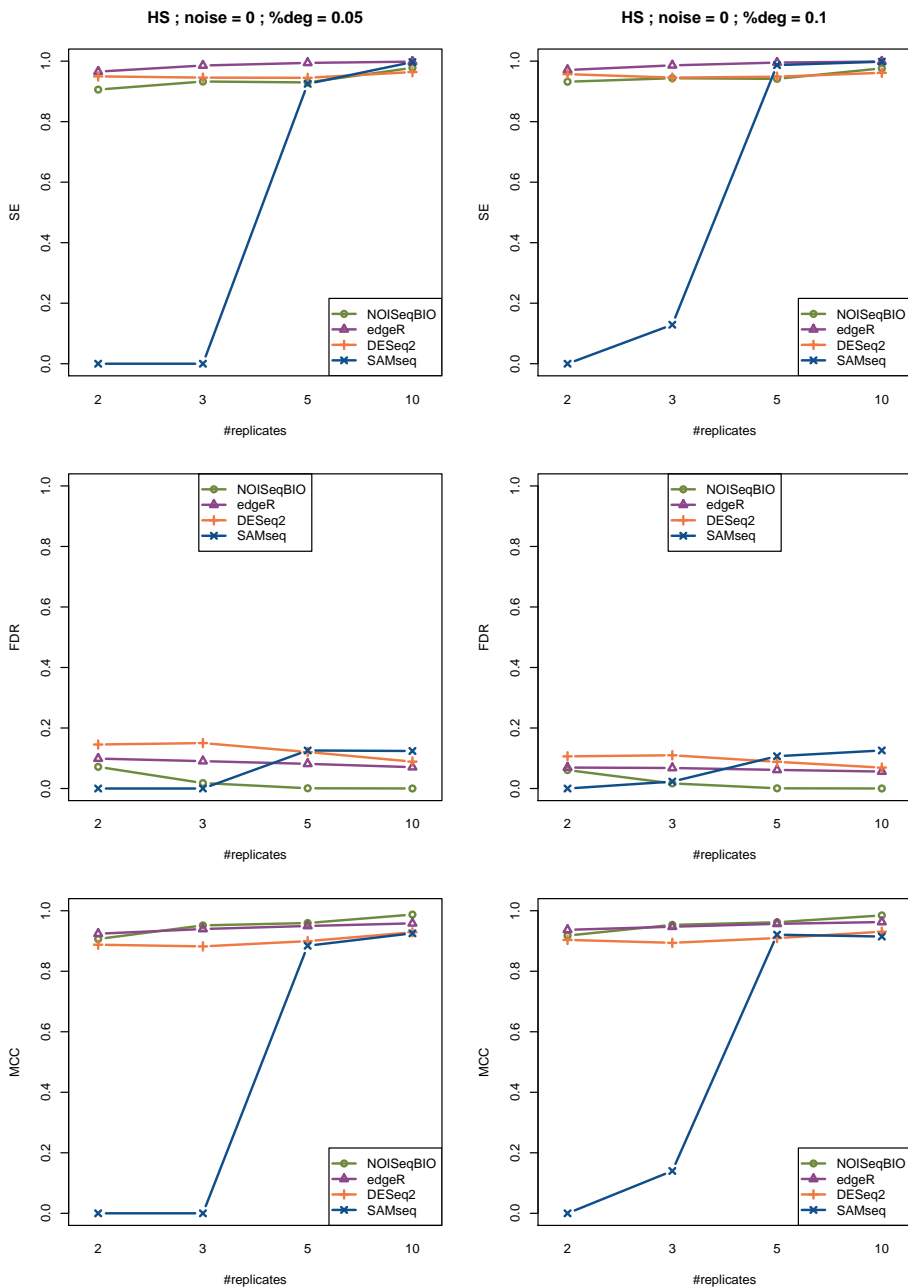 HS ; noise = 0 ; %deg = 0.05
SE
1.0
0.8
0.6
0.4
0.2
0.0
NOISeqBIO
edgeR
DESeq2
SAMseq
2 3 5 10
#replicates
HS ; noise = 0 ; %deg = 0.1
SE
1.0
0.8
0.6
0.4
0.2
0.0
NOISeqBIO
edgeR
DESeq2
SAMseq
2 3 5 10
#replicates
FDR
1.0
0.8
0.6
0.4
0.2
0.0
NOISeqBIO
edgeR
DESeq2
SAMseq
2 3 5 10
#replicates
FDR
1.0
0.8
0.6
0.4
0.2
0.0
NOISeqBIO
edgeR
DESeq2
SAMseq
2 3 5 10
#replicates
MCC
1.0
0.8
0.6
0.4
0.2
0.0
NOISeqBIO
edgeR
DESeq2
SAMseq
2 3 5 10
#replicates
MCC
1.0
0.8
0.6
0.4
0.2
0.0
NOISeqBIO
edgeR
DESeq2
SAMseq
2 3 5 10
#replicates